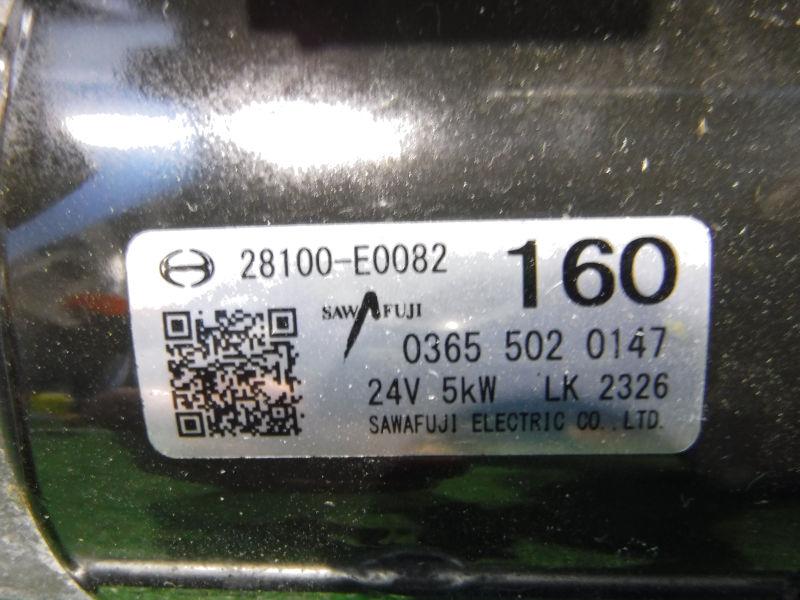 28100-E0082
160
SAWAFUJI
0365 502 0147
24V 5kW LK 2326
SAWAFUJI ELECTRIC CO.,LTD.